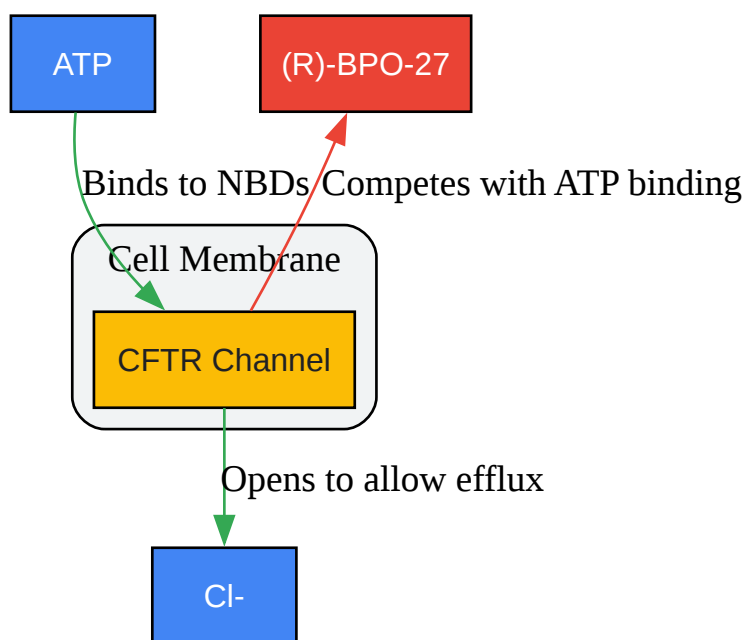 ATP
(R)-BPO-27
Binds to NBDs
Competes with ATP binding
Cell Membrane
CFTR Channel
Opens to allow efflux
Cl-